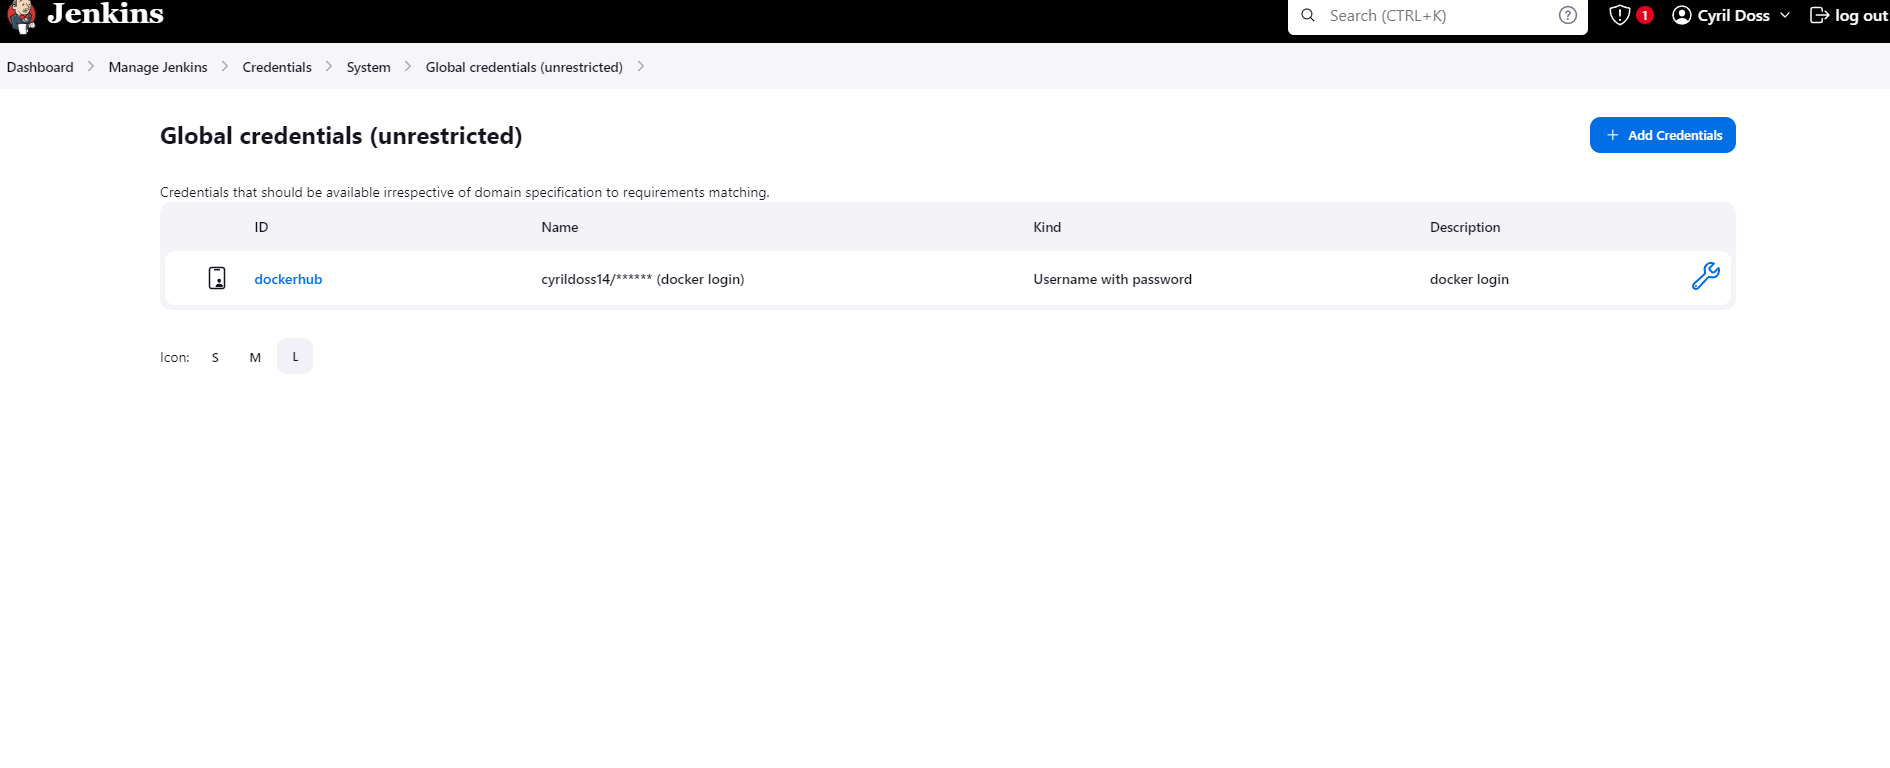 Jenkins
Search (CTRL+K)
1
Cyril Doss
log out
Dashboard
Manage Jenkins
Credentials
System
Global credentials (unrestricted)
Global credentials (unrestricted)
Add Credentials
Credentials that should be available irrespective of domain specification to requirements matching.
ID Name Kind Description
dockerhub cyrildoss14/****** (docker login) Username with password docker login
Icon: S M L